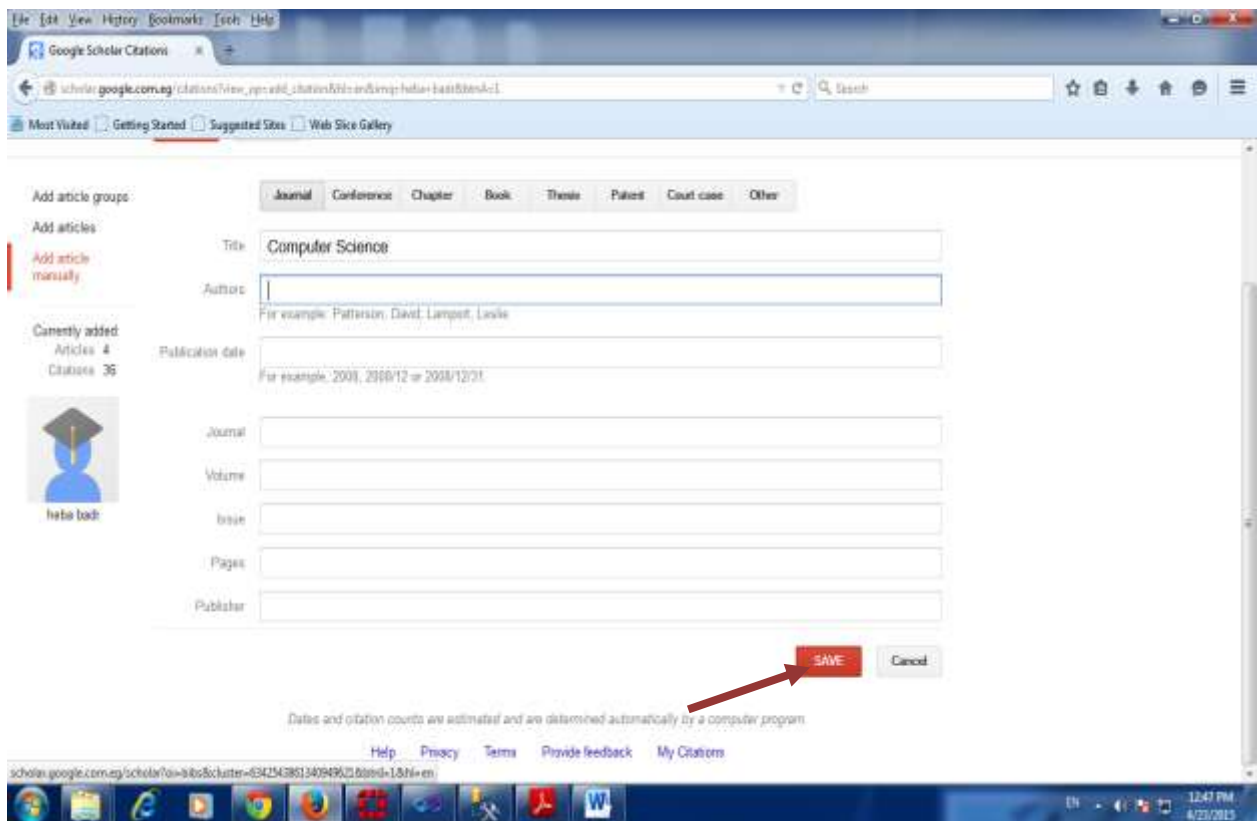 File Edit View History Bookmarks Tools Help
Google Scholar Citations
Search
Most Visited Getting Started Suggested Sites Web Slice Gallery
Add article groups
Add articles
Add article
manually
Currently added:
Articles 4
Citations 36
heba badr
Journal Conference Chapter Book Thesis Patent Court case Other
Title Computer Science
Authors
For example: Patterson, David; Lamport, Leslie
Publication date
For example, 2008, 2008/12 or 2008/12/31.
Journal
Volume
Issue
Pages
Publisher
SAVE Cancel
Dates and citation counts are estimated and are determined automatically by a computer program.
Help Privacy Terms Provide feedback My Citations
EN 12:47 PM
4/23/2015